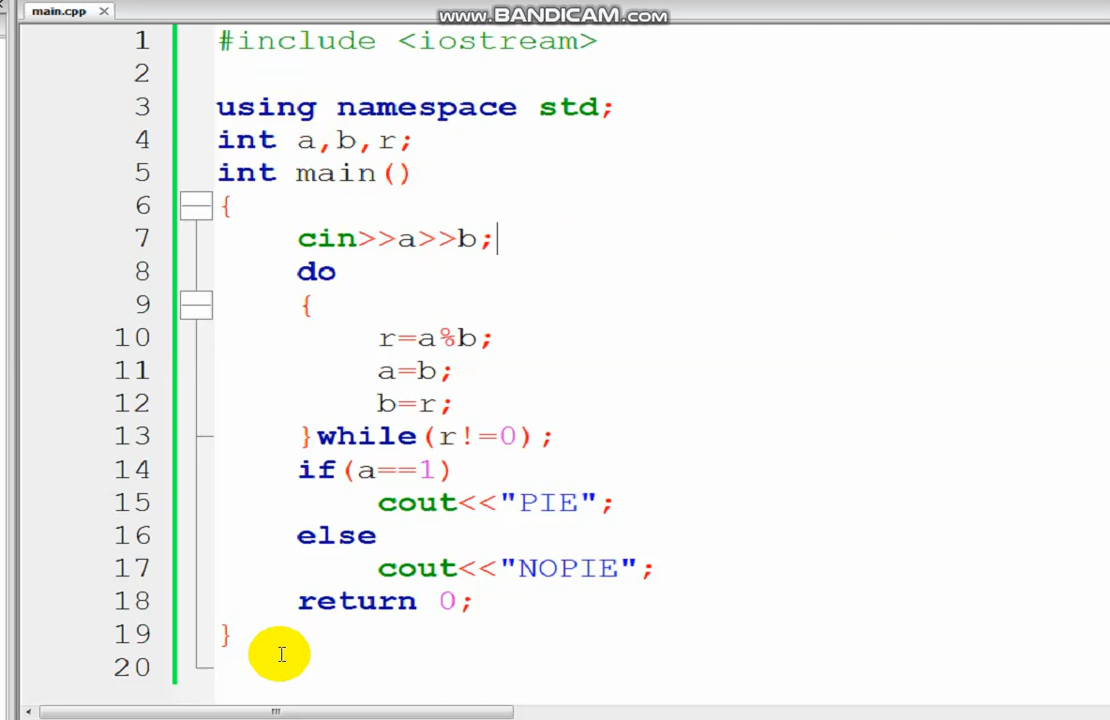 main.cpp
www.BANDICAM.com
1 #include <iostream>
2
3 using namespace std;
4 int a,b,r;
5 int main()
6 {
7 cin>>a>>b;
8 do
9 {
10 r=a%b;
11 a=b;
12 b=r;
13 }while(r!=0);
14 if(a==1)
15 cout<<"PIE";
16 else
17 cout<<"NOPIE";
18 return 0;
19 }
20